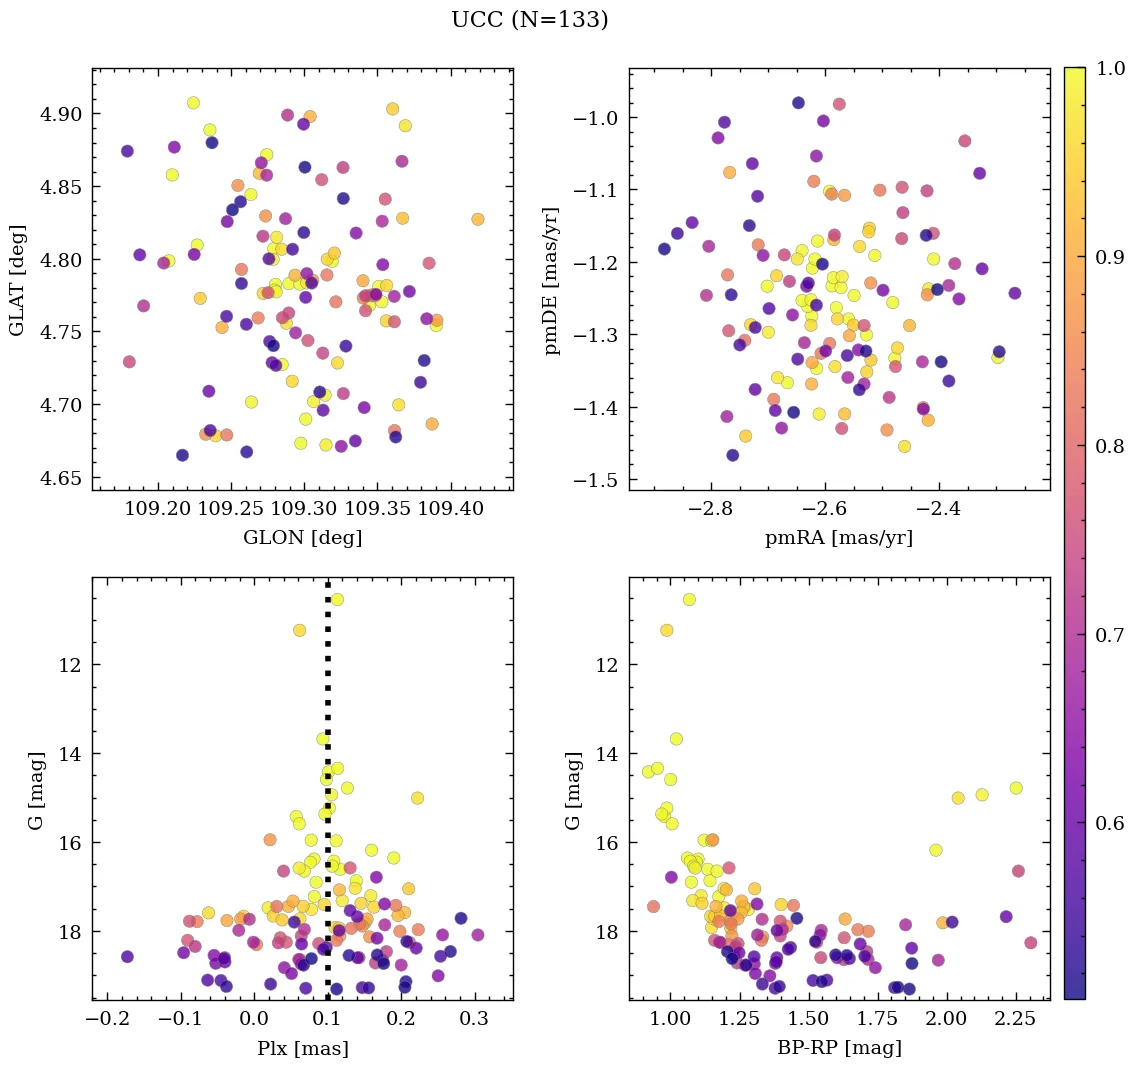 UCC (N=133)
4.90
4.85
4.80
4.75
4.70
4.65
GLAT [deg]
109.20 109.25 109.30 109.35 109.40
GLON [deg]
−1.0
−1.1
−1.2
−1.3
−1.4
−1.5
pmDE [mas/yr]
−2.8 −2.6 −2.4
pmRA [mas/yr]
1.0
0.9
0.8
0.7
0.6
12
14
16
18
G [mag]
−0.2 −0.1 0.0 0.1 0.2 0.3
Plx [mas]
12
14
16
18
G [mag]
1.00 1.25 1.50 1.75 2.00 2.25
BP-RP [mag]